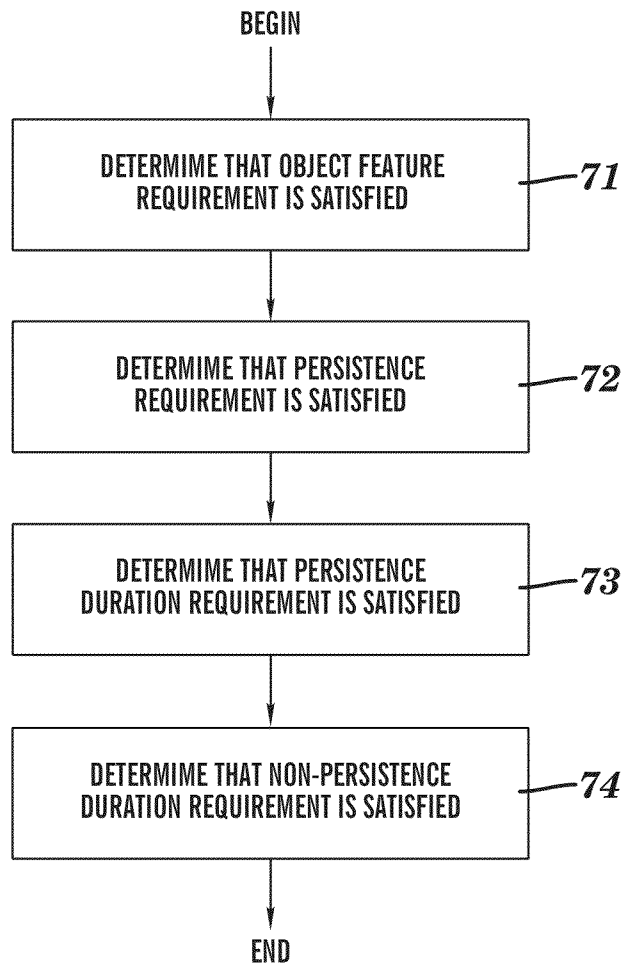 BEGIN
DETERMIME THAT OBJECT FEATURE
REQUIREMENT IS SATISFIED
71
DETERMIME THAT PERSISTENCE
REQUIREMENT IS SATISFIED
72
DETERMIME THAT PERSISTENCE
DURATION REQUIREMENT IS SATISFIED
73
DETERMIME THAT NON-PERSISTENCE
DURATION REQUIREMENT IS SATISFIED
74
END